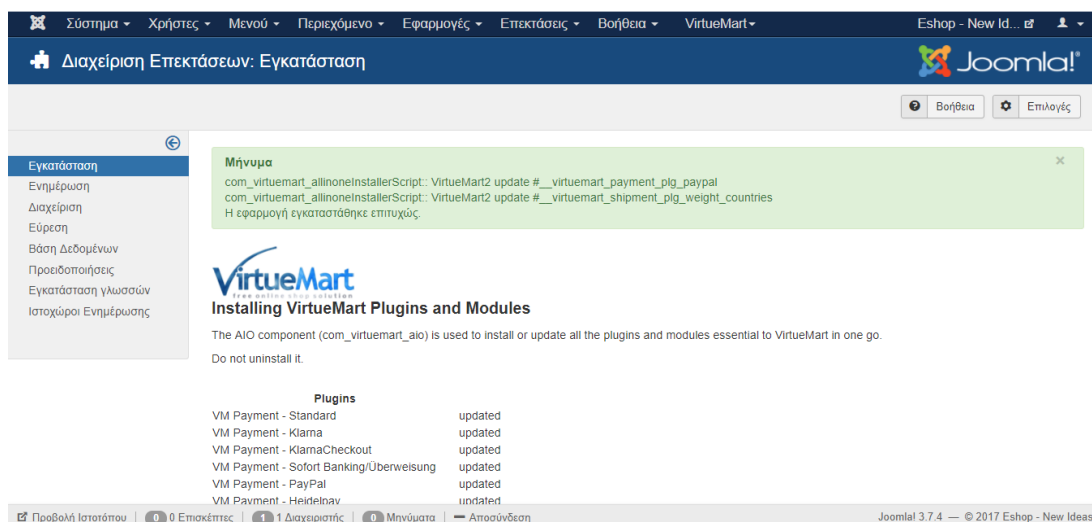 Σύστημα Χρήστες Μενού Περιεχόμενο Εφαρμογές Επεκτάσεις Βοήθεια VirtueMart Eshop - New Id...
Διαχείριση Επεκτάσεων: Εγκατάσταση Joomla!®
Βοήθεια Επιλογές
Εγκατάσταση
Ενημέρωση
Διαχείριση
Εύρεση
Βάση Δεδομένων
Προειδοποιήσεις
Εγκατάσταση γλωσσών
Ιστοχώροι Ενημέρωσης
Μήνυμα ×
com_virtuemart_allinoneInstallerScript:: VirtueMart2 update #__virtuemart_payment_plg_paypal
com_virtuemart_allinoneInstallerScript:: VirtueMart2 update #__virtuemart_shipment_plg_weight_countries
Η εφαρμογή εγκαταστάθηκε επιτυχώς.
VirtueMart
free online shop solution
Installing VirtueMart Plugins and Modules
The AIO component (com_virtuemart_aio) is used to install or update all the plugins and modules essential to VirtueMart in one go.
Do not uninstall it.
Plugins
VM Payment - Standard updated
VM Payment - Klarna updated
VM Payment - KlarnaCheckout updated
VM Payment - Sofort Banking/Überweisung updated
VM Payment - PayPal updated
VM Payment - Heidelpay updated
Προβολή Ιστοτόπου 0 0 Επισκέπτες 1 1 Διαχειριστής 0 Μηνύματα Αποσύνδεση Joomla! 3.7.4 — © 2017 Eshop - New Ideas